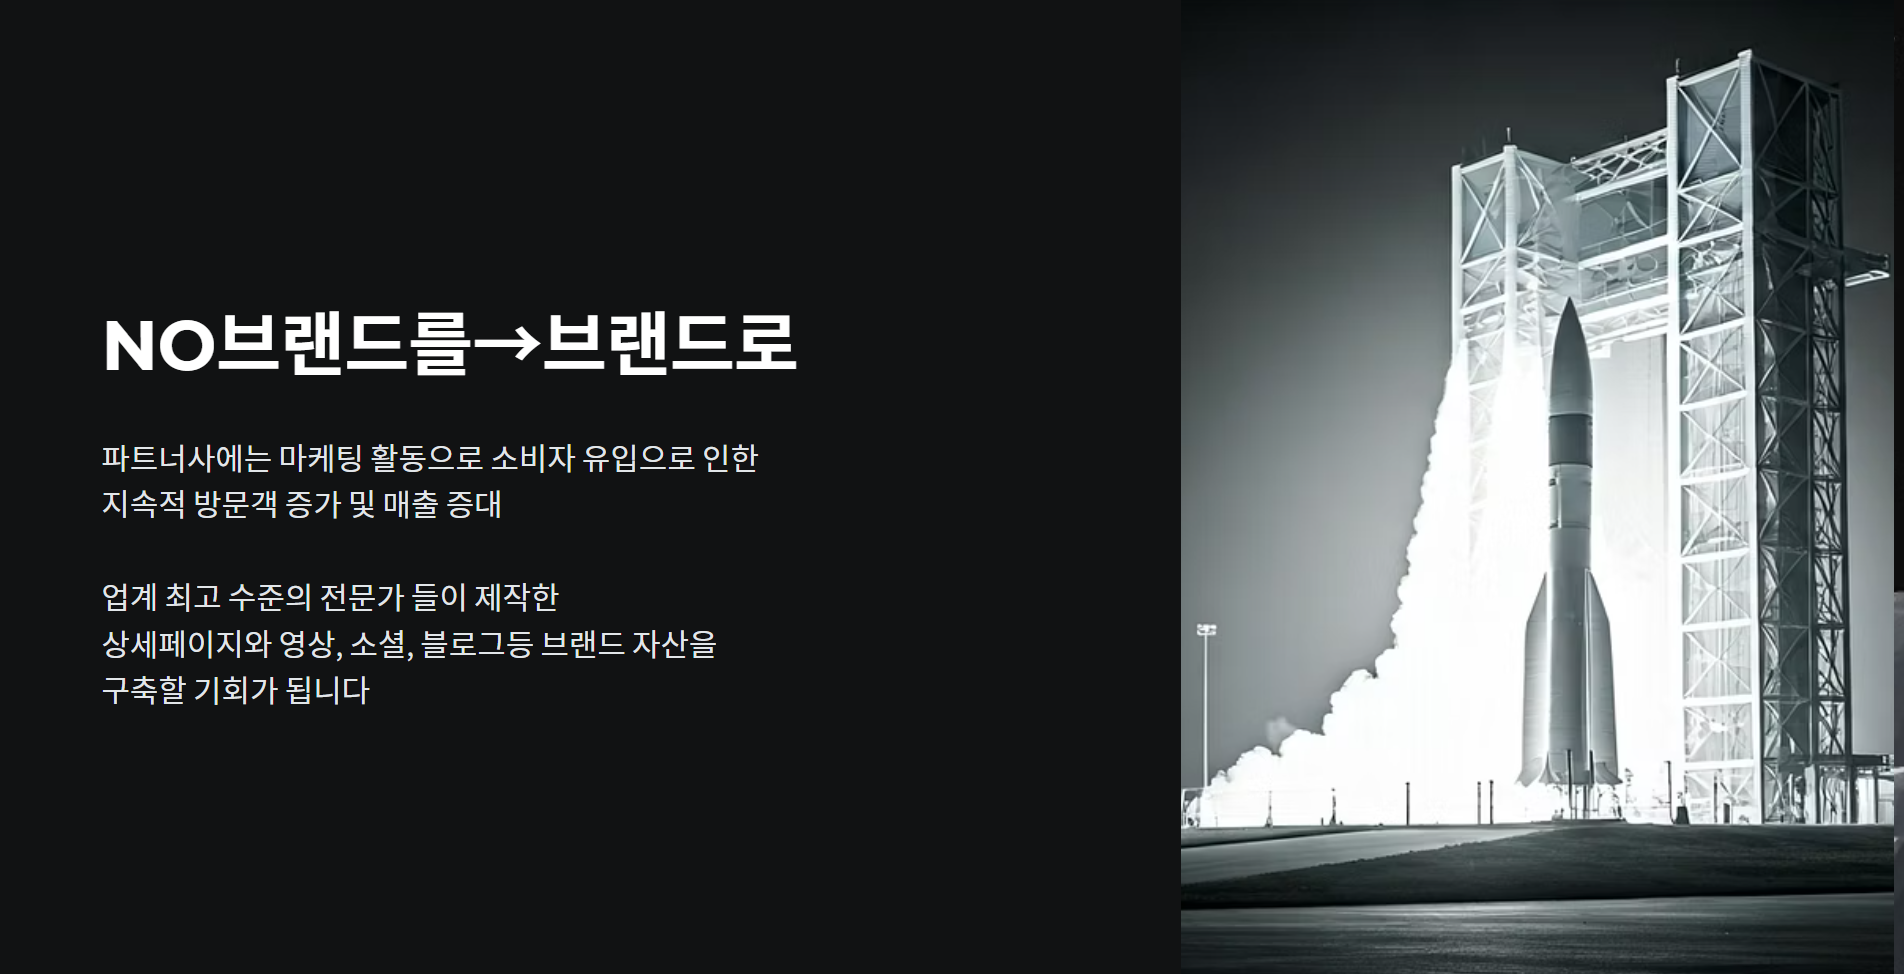 NO브랜드를→브랜드로
파트너사에는 마케팅 활동으로 소비자 유입으로 인한
지속적 방문객 증가 및 매출 증대
업계 최고 수준의 전문가 들이 제작한
상세페이지와 영상, 소셜, 블로그등 브랜드 자산을
구축할 기회가 됩니다